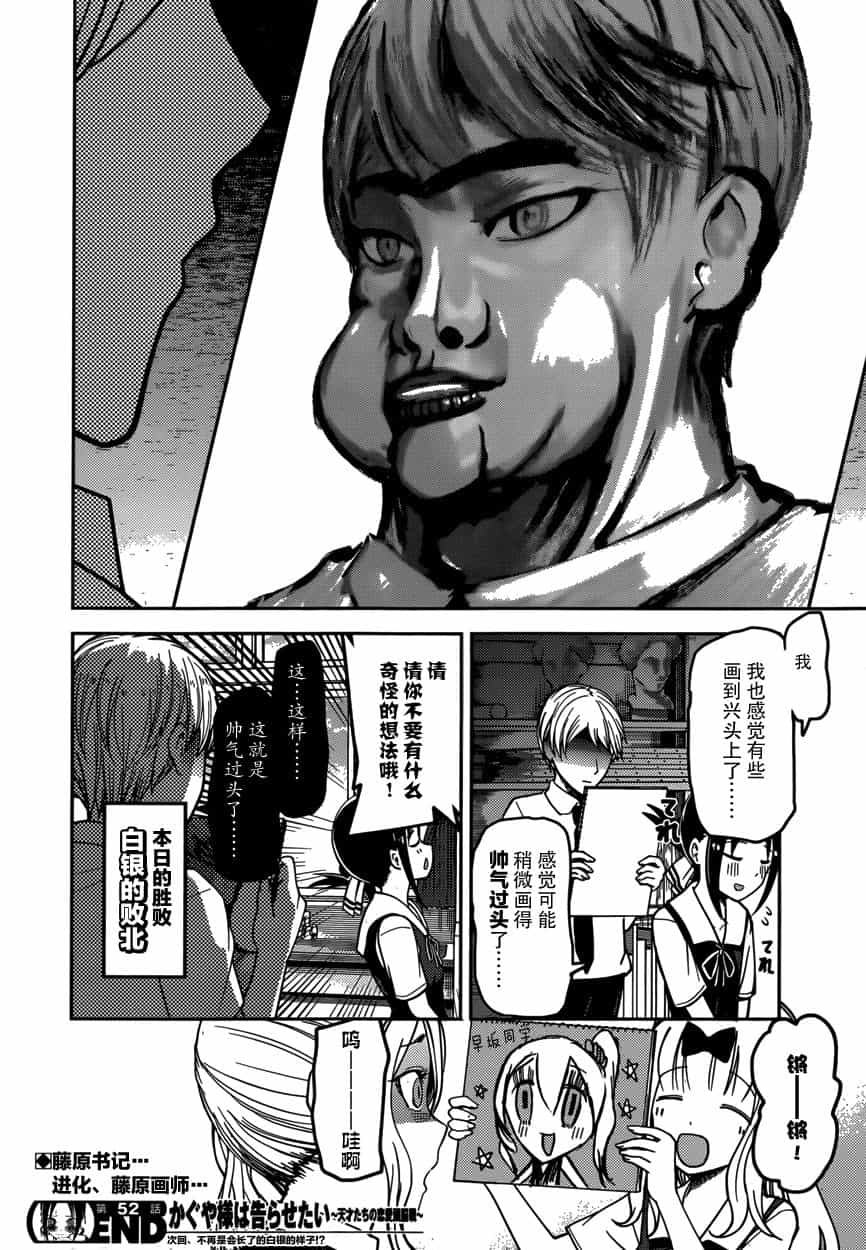 我
我也感觉有些
画到兴头上了……
てれ
てれ
感觉可能
稍微画得
帅气过头
了……
请
请你不要有什么
奇怪的想法哦！
这…这样……
这就是
帅气过头
了……
本日的胜败
白银的败北
锵——锵！
早坂同学
呜———哇啊
◆藤原书记…
进化、藤原画师…
第52話
END
かぐや様は告らせたい
～天才たちの恋愛頭脳戦～
次回、不再是会长了的白银的样子!?